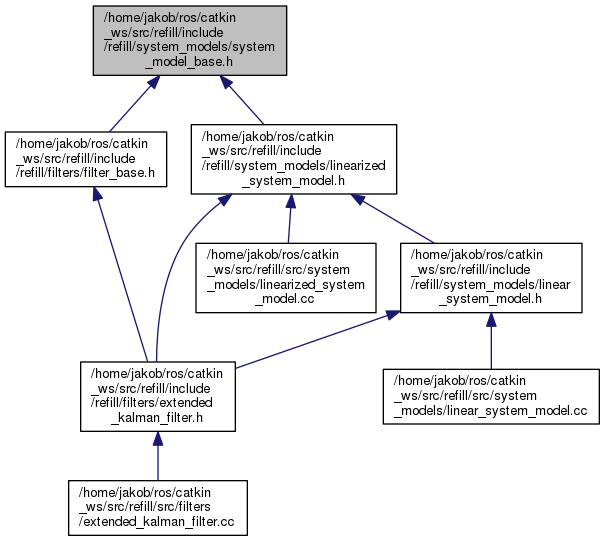 /home/jakob/ros/catkin
_ws/src/refill/include
/refill/system_models/system
_model_base.h
/home/jakob/ros/catkin
_ws/src/refill/include
/refill/filters/filter_base.h
/home/jakob/ros/catkin
_ws/src/refill/include
/refill/system_models/linearized
_system_model.h
/home/jakob/ros/catkin
_ws/src/refill/src/system
_models/linearized_system
_model.cc
/home/jakob/ros/catkin
_ws/src/refill/include
/refill/system_models/linear
_system_model.h
/home/jakob/ros/catkin
_ws/src/refill/include
/refill/filters/extended
_kalman_filter.h
/home/jakob/ros/catkin
_ws/src/refill/src/system
_models/linear_system_model.cc
/home/jakob/ros/catkin
_ws/src/refill/src/filters
/extended_kalman_filter.cc